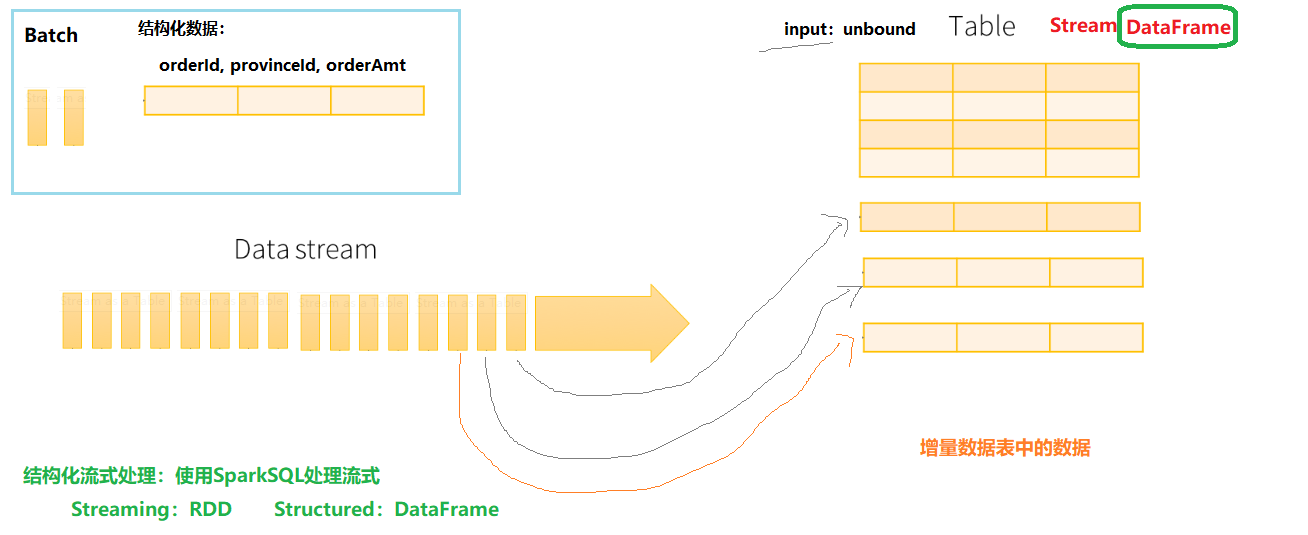 Batch
结构化数据：
orderId, provinceId, orderAmt
input：unbound Table Stream DataFrame
Data stream
增量数据表中的数据
结构化流式处理：使用SparkSQL处理流式
Streaming：RDD Structured：DataFrame